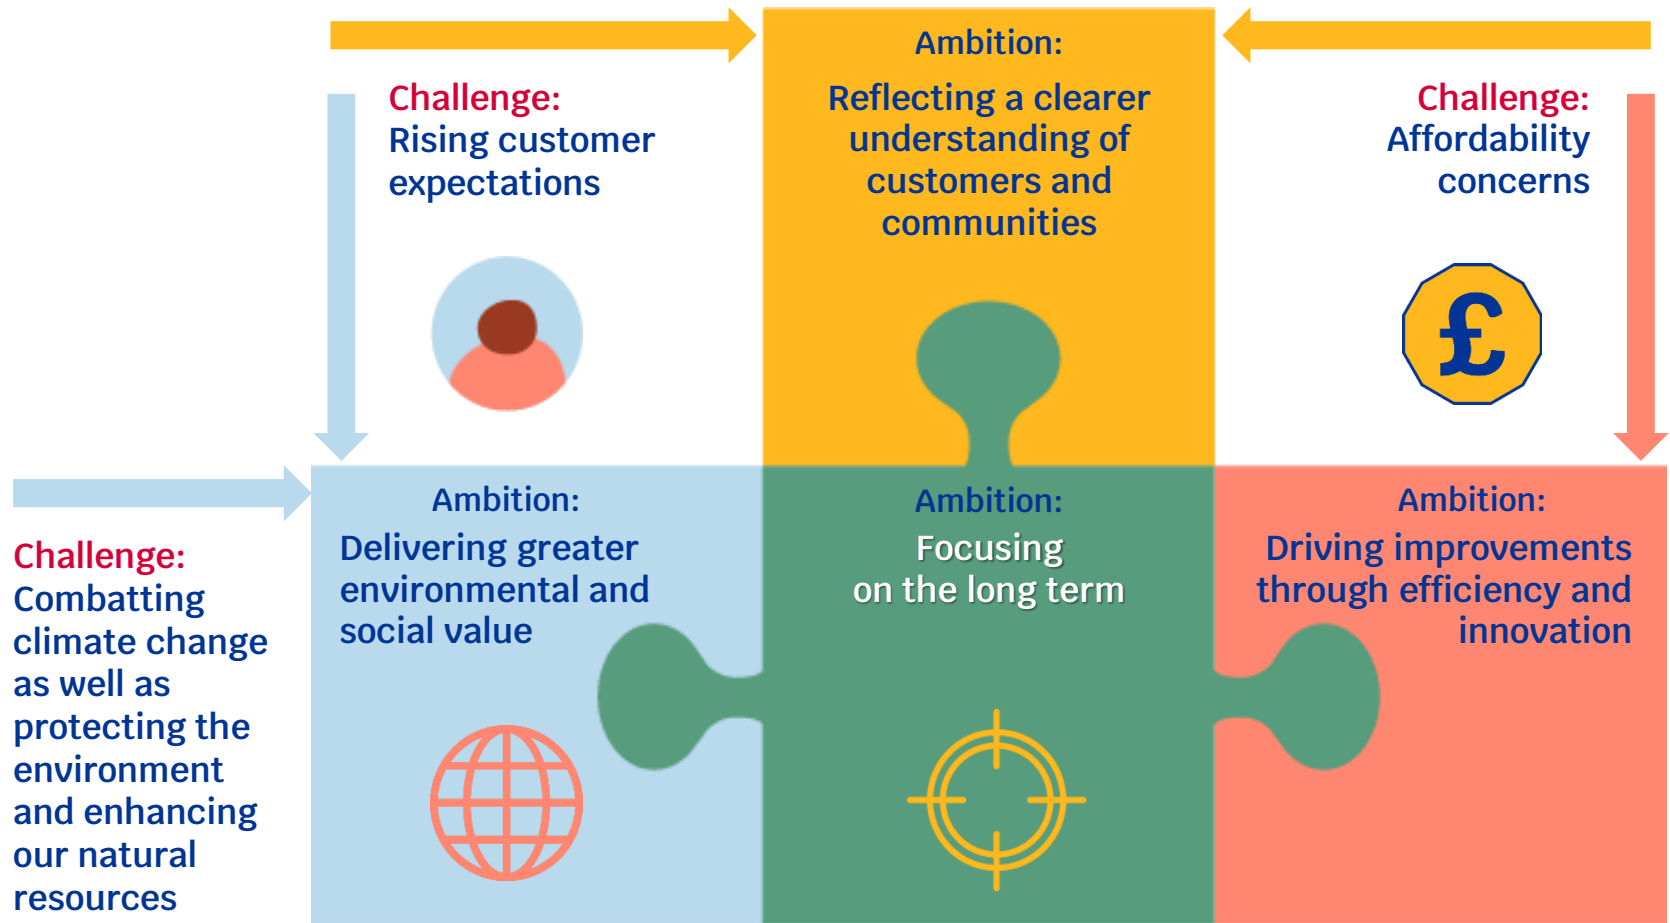 Challenge:
Rising customer
expectations
Ambition:
Reflecting a clearer
understanding of
customers and
communities
Challenge:
Affordability
concerns
£
Challenge:
Combatting
climate change
as well as
protecting the
environment
and enhancing
our natural
resources
Ambition:
Delivering greater
environmental and
social value
Ambition:
Focusing
on the long term
Ambition:
Driving improvements
through efficiency and
innovation